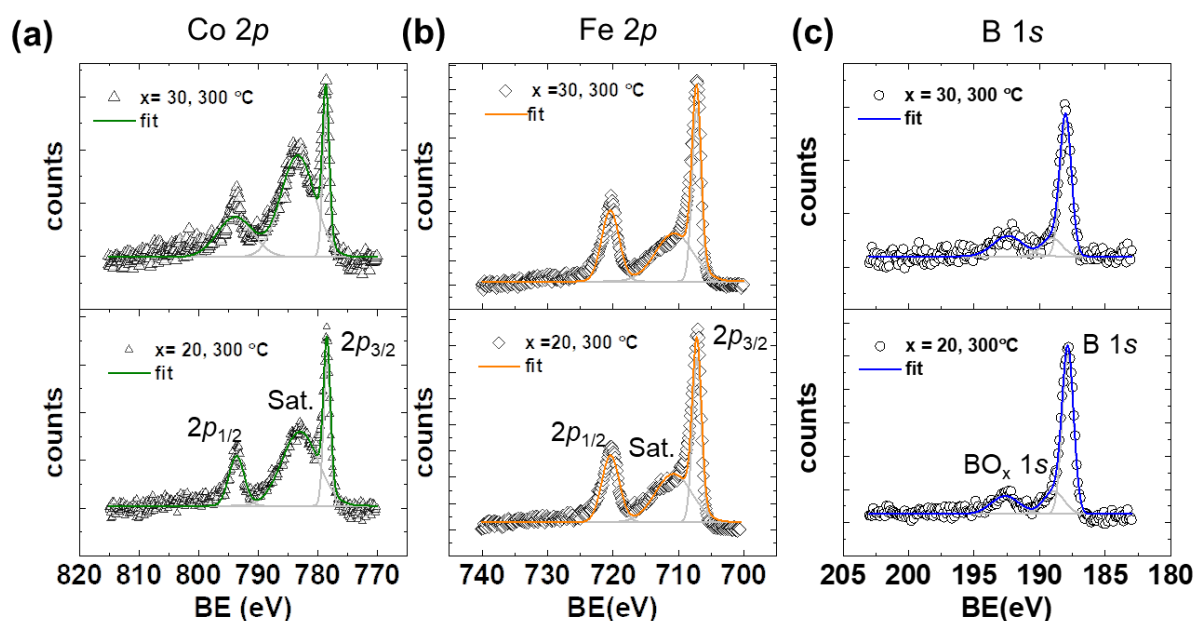 (a)
Co 2p
counts
x= 30, 300 °C
fit
counts
x= 20, 300 °C
fit
2p3/2
Sat.
2p1/2
820 810 800 790 780 770
BE (eV)
(b)
Fe 2p
x =30, 300 °C
fit
counts
x =20, 300 °C
fit
2p3/2
2p1/2
Sat.
counts
740 730 720 710 700
BE(eV)
(c)
B 1s
x = 30, 300 °C
fit
counts
x = 20, 300°C
fit
B 1s
BOx 1s
counts
205 200 195 190 185 180
BE(eV)